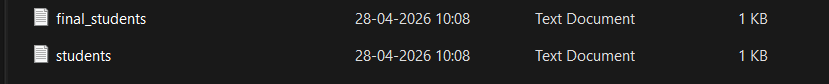 final_students 28-04-2026 10:08 Text Document 1 KB
students 28-04-2026 10:08 Text Document 1 KB